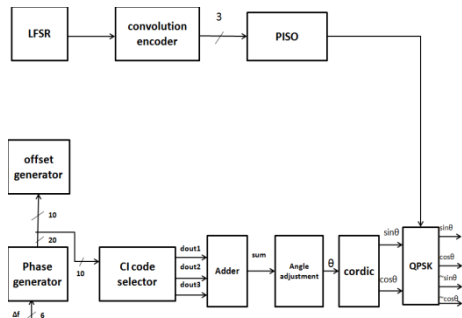 LFSR
convolution
encoder
3
PISO
offset
generator
10
20
10
Phase
generator
Δf
6
CI code
selector
dout1
dout2
dout3
Adder
sum
Angle
adjustment
θ
cordic
sinθ
cosθ
QPSK
sinθ
cosθ
~sinθ
~cosθ